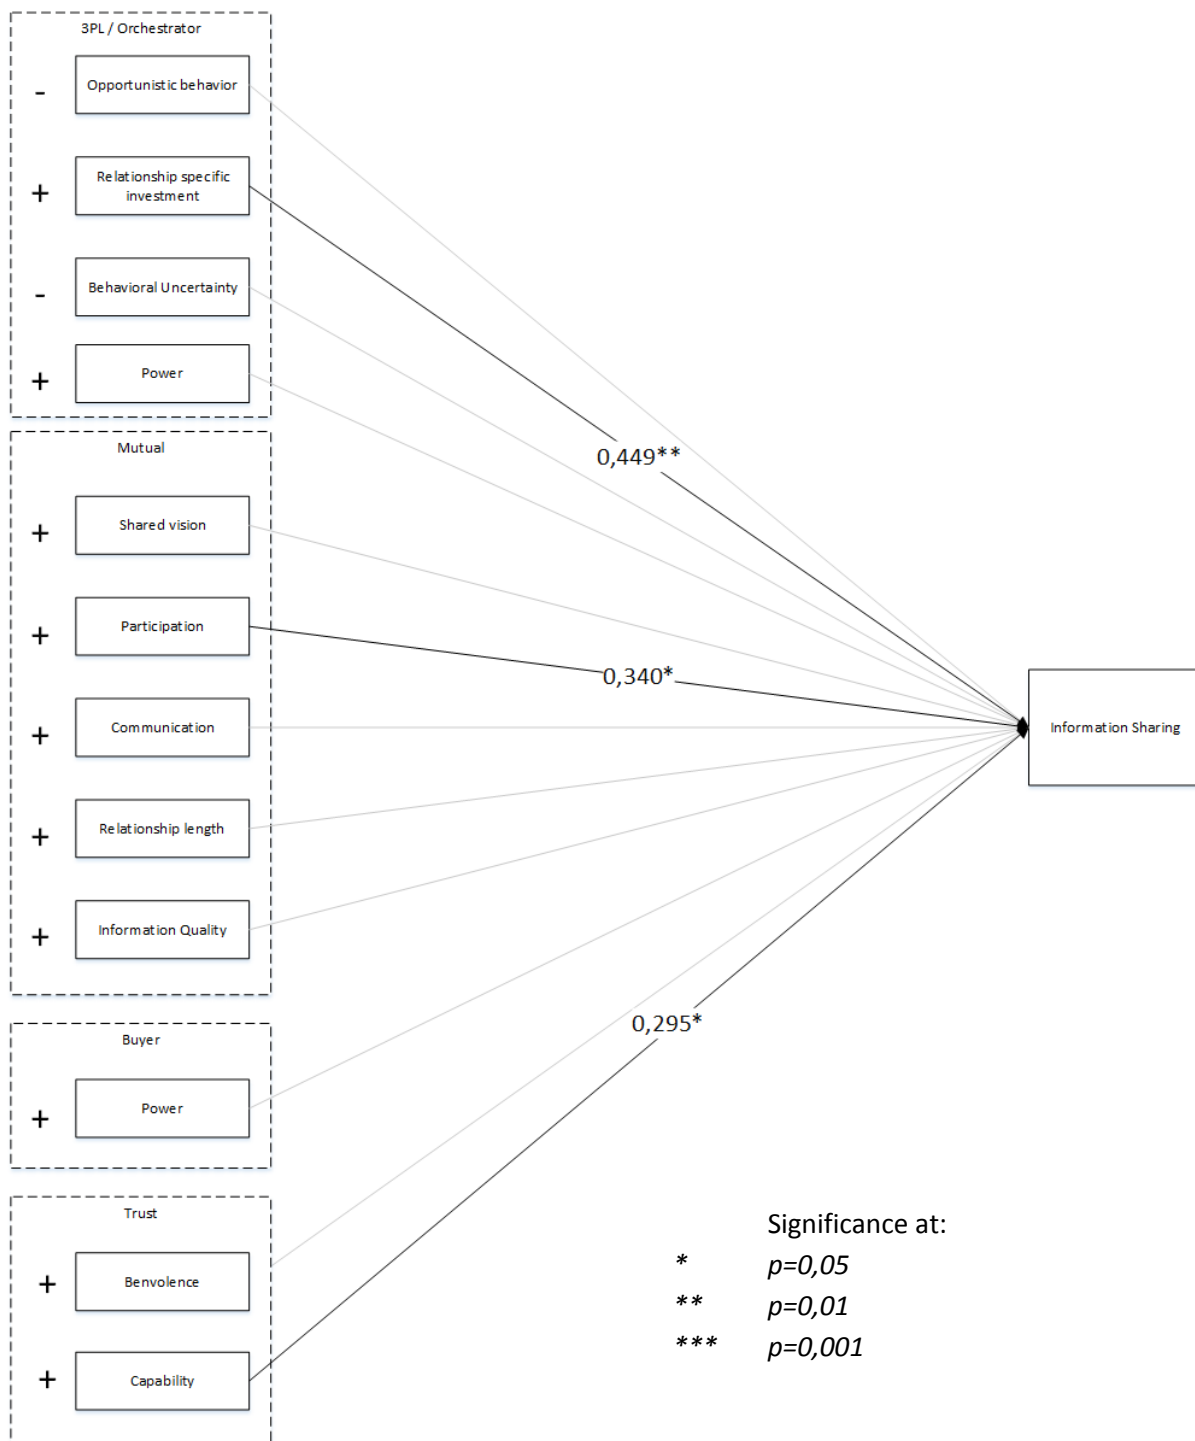 3PL / Orchestrator
- Opportunistic behavior
+ Relationship specific
investment
- Behavioral Uncertainty
+ Power
Mutual
0,449**
+ Shared vision
+ Participation
0,340*
+ Communication
Information Sharing
+ Relationship length
+ Information Quality
0,295*
Buyer
+ Power
Trust
+ Benvolence
+ Capability
Significance at:
* p=0,05
** p=0,01
*** p=0,001